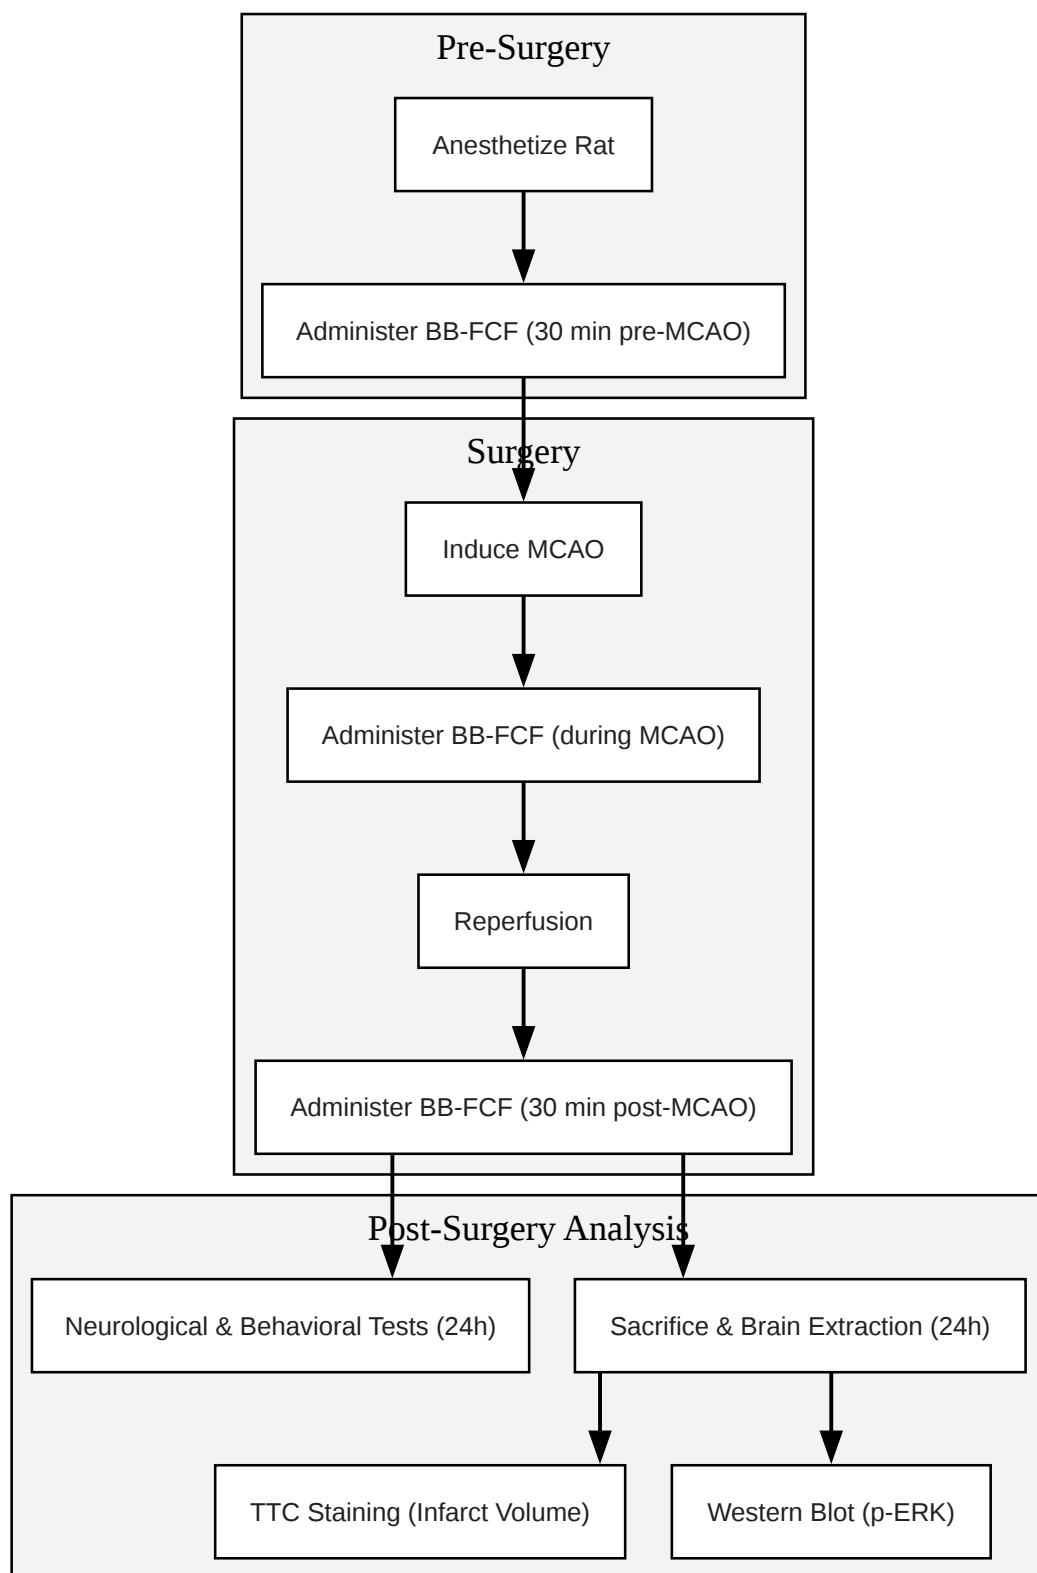 Pre-Surgery
Anesthetize Rat
Administer BB-FCF (30 min pre-MCAO)
Surgery
Induce MCAO
Administer BB-FCF (during MCAO)
Reperfusion
Administer BB-FCF (30 min post-MCAO)
Post-Surgery Analysis
Neurological & Behavioral Tests (24h)
Sacrifice & Brain Extraction (24h)
TTC Staining (Infarct Volume)
Western Blot (p-ERK)